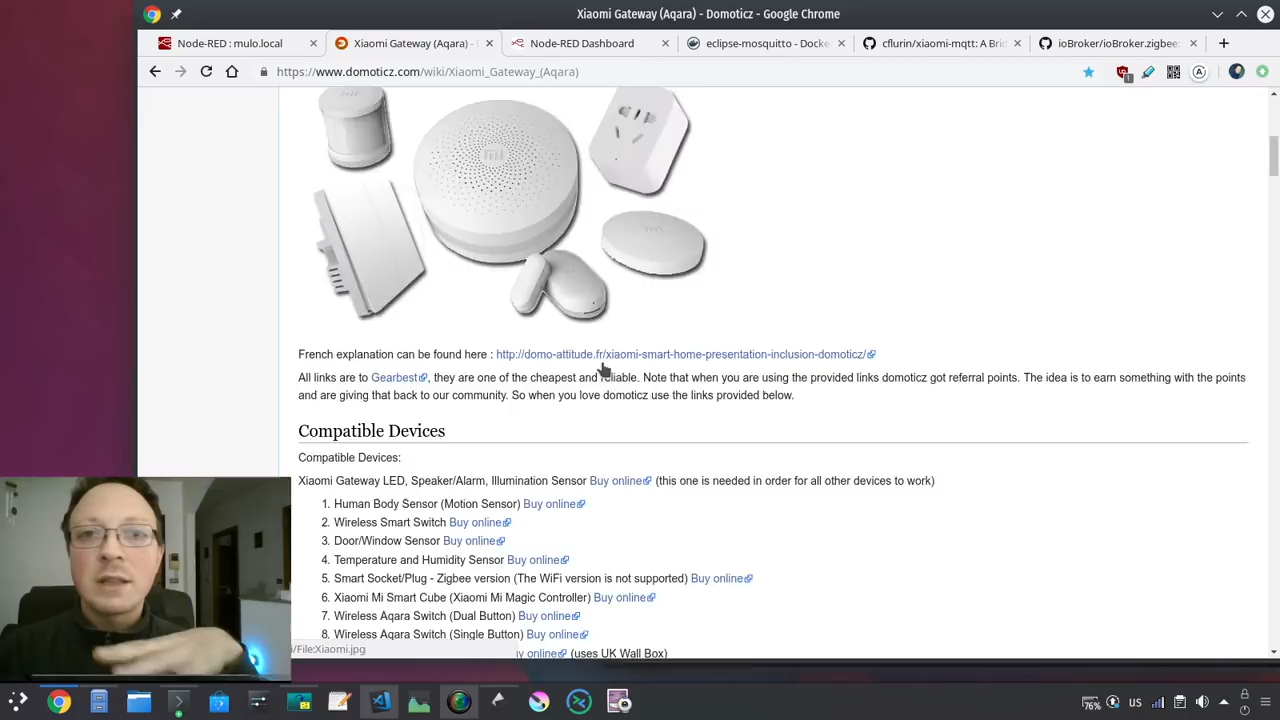 Xiaomi Gateway (Aqara) - Domoticz - Google Chrome
Node-RED : mulo.local
Xiaomi Gateway (Aqara) -
Node-RED Dashboard
eclipse-mosquitto - Docke
cflurin/xiaomi-mqtt: A Brid
ioBroker/ioBroker.zigbee:
https://www.domoticz.com/wiki/Xiaomi_Gateway_(Aqara)
French explanation can be found here : http://domo-attitude.fr/xiaomi-smart-home-presentation-inclusion-domoticz/
All links are to Gearbest, they are one of the cheapest and reliable. Note that when you are using the provided links domoticz got referral points. The idea is to earn something with the points
and are giving that back to our community. So when you love domoticz use the links provided below.
Compatible Devices
Compatible Devices:
Xiaomi Gateway LED, Speaker/Alarm, Illumination Sensor Buy online (this one is needed in order for all other devices to work)
1. Human Body Sensor (Motion Sensor) Buy online
2. Wireless Smart Switch Buy online
3. Door/Window Sensor Buy online
4. Temperature and Humidity Sensor Buy online
5. Smart Socket/Plug - Zigbee version (The WiFi version is not supported) Buy online
6. Xiaomi Mi Smart Cube (Xiaomi Mi Magic Controller) Buy online
7. Wireless Aqara Switch (Dual Button) Buy online
8. Wireless Aqara Switch (Single Button) Buy online
i/File:Xiaomi.jpg
y online (uses UK Wall Box)
76%
US